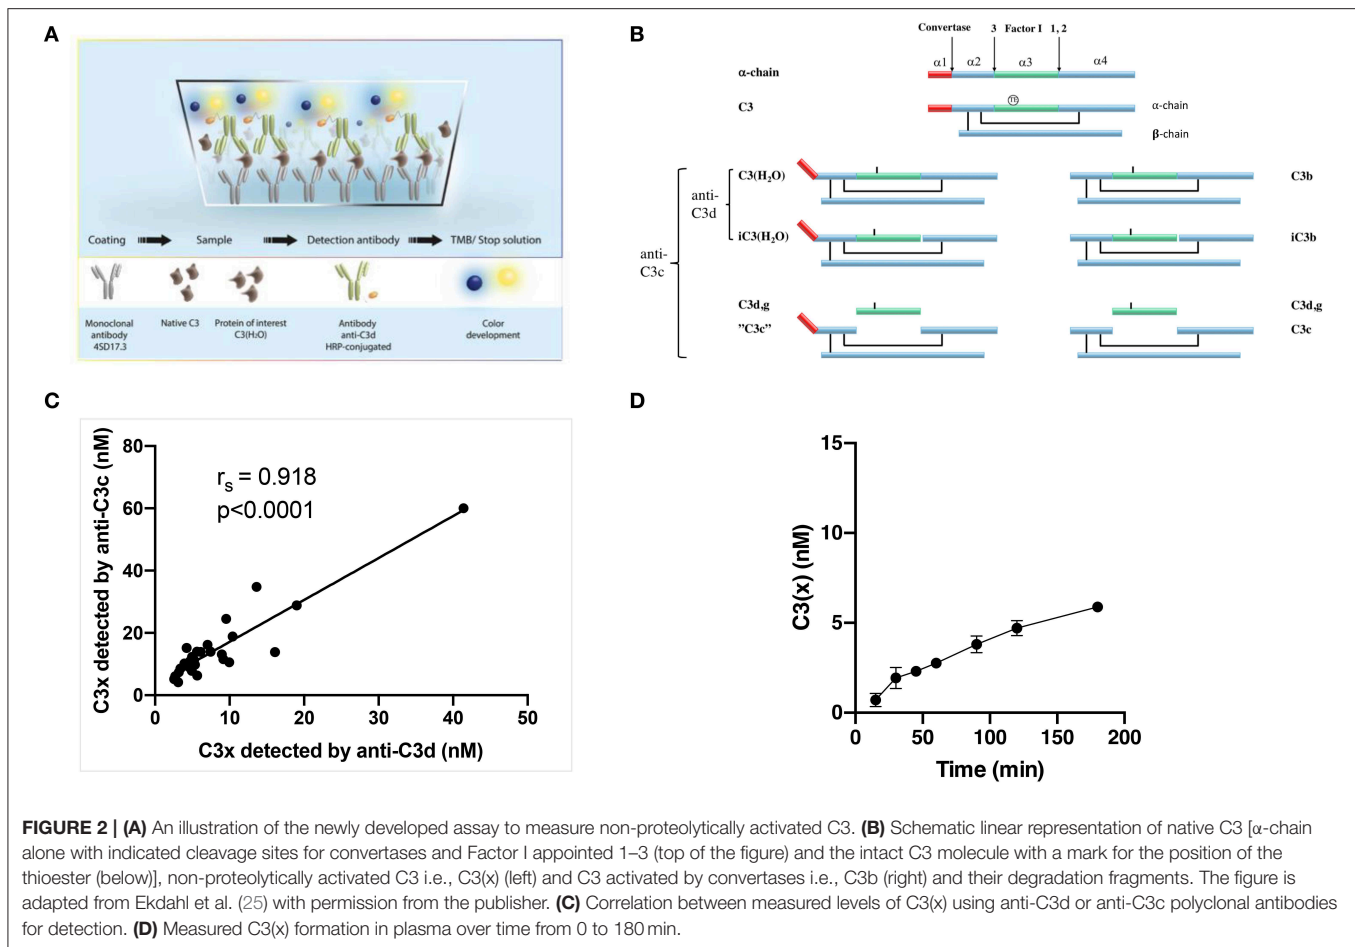 A
Coating
Sample
Detection antibody
TMB/ Stop solution
Monoclonal
antibody
4SD17.3
Native C3
Protein of interest
C3(H₂O)
Antibody
anti-C3d
HRP-conjugated
Color
development
B
Convertase 3 Factor I 1, 2
α1 α2 α3 α4
α-chain
TE
C3
α-chain
β-chain
C3(H₂O)
C3b
anti-
C3d
iC3(H₂O)
iC3b
anti-
C3c
C3d,g
C3d,g
"C3c"
C3c
C
80
60
40
20
0
C3x detected by anti-C3c (nM)
rₛ = 0.918
p<0.0001
0 10 20 30 40 50
C3x detected by anti-C3d (nM)
D
15
10
5
0
C3(x) (nM)
0 50 100 150 200
Time (min)
FIGURE 2 | (A) An illustration of the newly developed assay to measure non-proteolytically activated C3. (B) Schematic linear representation of native C3 [α-chain
alone with indicated cleavage sites for convertases and Factor I appointed 1–3 (top of the figure) and the intact C3 molecule with a mark for the position of the
thioester (below)], non-proteolytically activated C3 i.e., C3(x) (left) and C3 activated by convertases i.e., C3b (right) and their degradation fragments. The figure is
adapted from Ekdahl et al. (25) with permission from the publisher. (C) Correlation between measured levels of C3(x) using anti-C3d or anti-C3c polyclonal antibodies
for detection. (D) Measured C3(x) formation in plasma over time from 0 to 180 min.